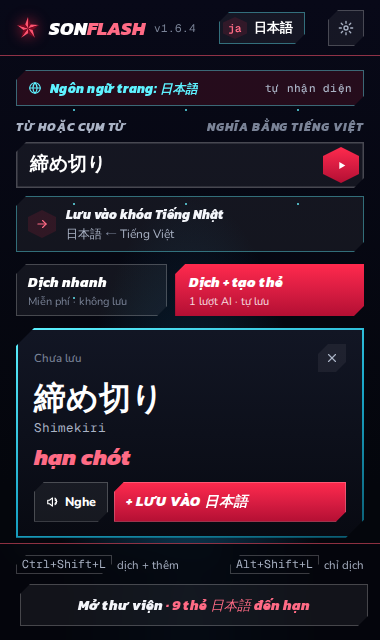 SONFLASH v1.6.4 ja 日本語
Ngôn ngữ trang: 日本語 tự nhận diện
TỪ HOẶC CỤM TỪ NGHĨA BẰNG TIẾNG VIỆT
締め切り
Lưu vào khóa Tiếng Nhật
日本語 ← Tiếng Việt
Dịch nhanh Dịch + tạo thẻ
Miễn phí · không lưu 1 lượt AI · tự lưu
Chưa lưu
締め切り
Shimekiri
hạn chót
Nghe + LƯU VÀO 日本語
Ctrl+Shift+L dịch + thêm Alt+Shift+L chỉ dịch
Mở thư viện · 9 thẻ 日本語 đến hạn